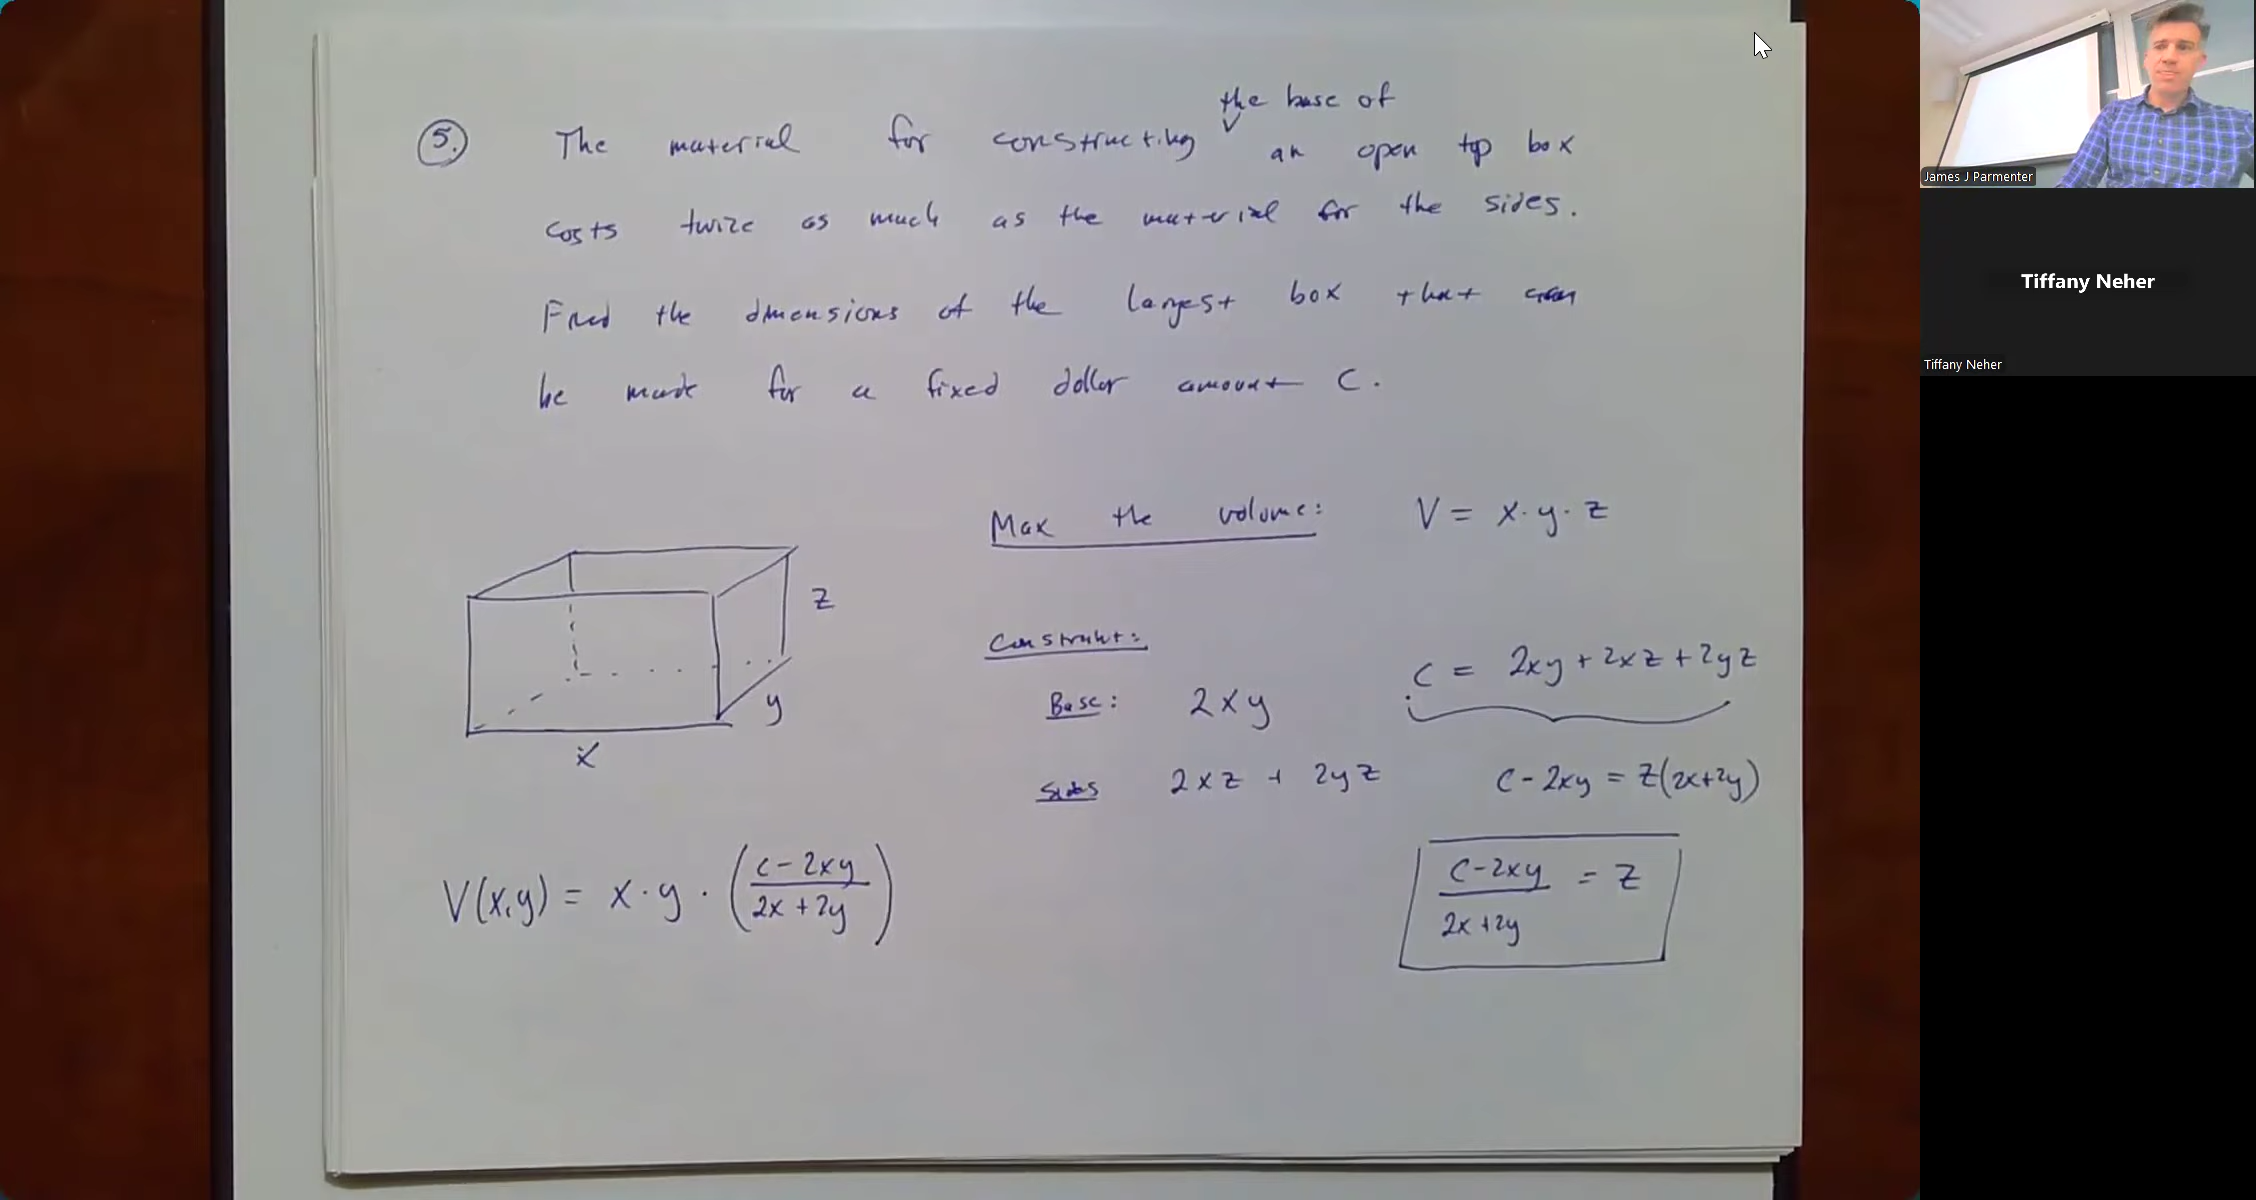 the base of
5. The material for constructing an open top box
costs twice as much as the material for the sides.
Find the dimensions of the largest box that can
be made for a fixed dollar amount C.
Max the volume: V = x·y·z
z
Constraint:
C = 2xy + 2xz + 2yz
Base: 2xy
y
x
Sides 2xz + 2yz
C - 2xy = z(2x+2y)
V(x,y) = x·y·((C-2xy)/(2x+2y))
(C-2xy)/(2x+2y) = z
James J Parmenter
Tiffany Neher
Tiffany Neher